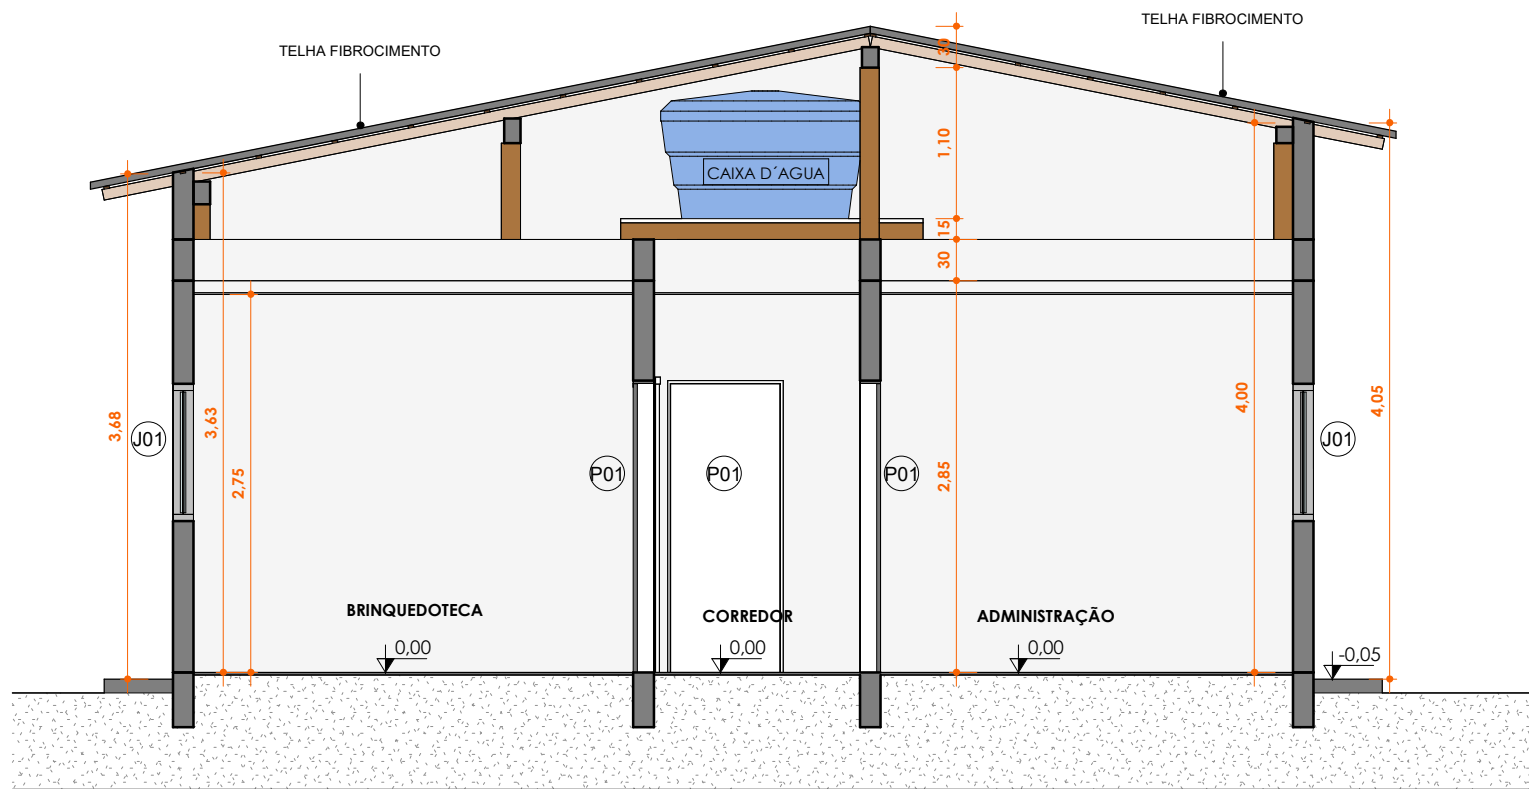 TELHA FIBROCIMENTO
TELHA FIBROCIMENTO
30
1,10
CAIXA D´AGUA
15
30
3,68
3,63
2,75
2,85
4,00
4,05
J01
J01
P01
P01
P01
BRINQUEDOTECA
CORREDOR
ADMINISTRAÇÃO
0,00
0,00
0,00
-0,05